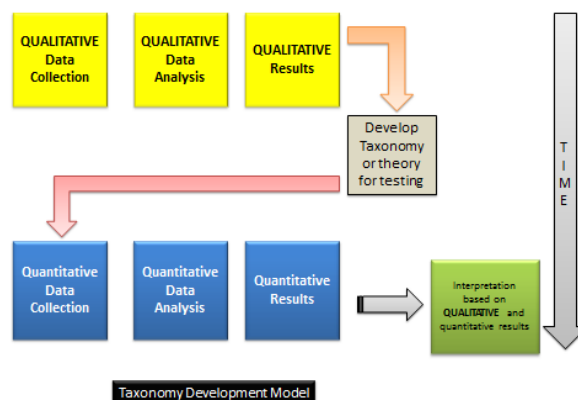 QUALITATIVE
Data
Collection
QUALITATIVE
Data
Analysis
QUALITATIVE
Results
Develop
Taxonomy
or theory
for testing
T
I
M
E
Quantitative
Data
Collection
Quantitative
Data
Analysis
Quantitative
Results
Interpretation
based on
QUALITATIVE and
quantitative results
Taxonomy Development Model